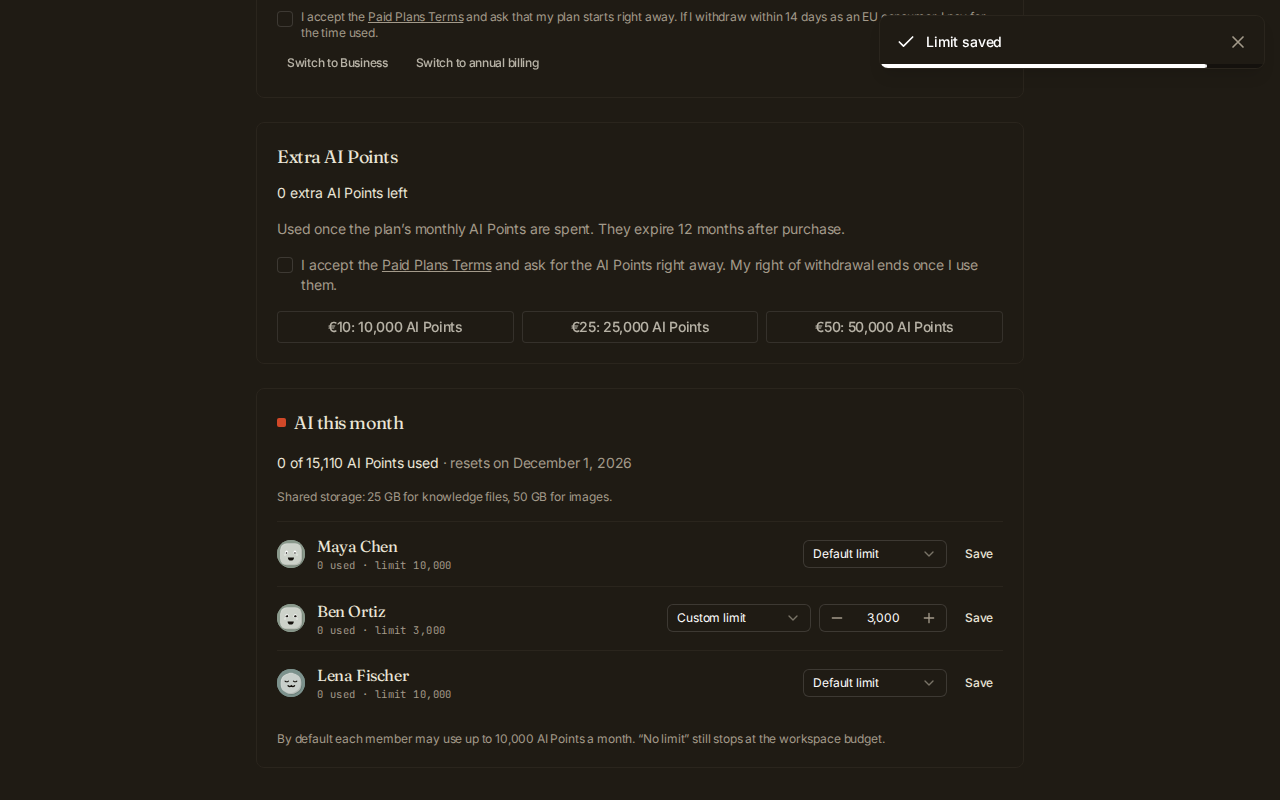 I accept the Paid Plans Terms and ask that my plan starts right away. If I withdraw within 14 days as an EU consumer, I pay for
the time used.
Limit saved
Switch to Business
Switch to annual billing
Extra AI Points
0 extra AI Points left
Used once the plan’s monthly AI Points are spent. They expire 12 months after purchase.
I accept the Paid Plans Terms and ask for the AI Points right away. My right of withdrawal ends once I use
them.
€10: 10,000 AI Points
€25: 25,000 AI Points
€50: 50,000 AI Points
AI this month
0 of 15,110 AI Points used · resets on December 1, 2026
Shared storage: 25 GB for knowledge files, 50 GB for images.
Maya Chen
0 used · limit 10,000
Default limit
Save
Ben Ortiz
0 used · limit 3,000
Custom limit
3,000
Save
Lena Fischer
0 used · limit 10,000
Default limit
Save
By default each member may use up to 10,000 AI Points a month. “No limit” still stops at the workspace budget.